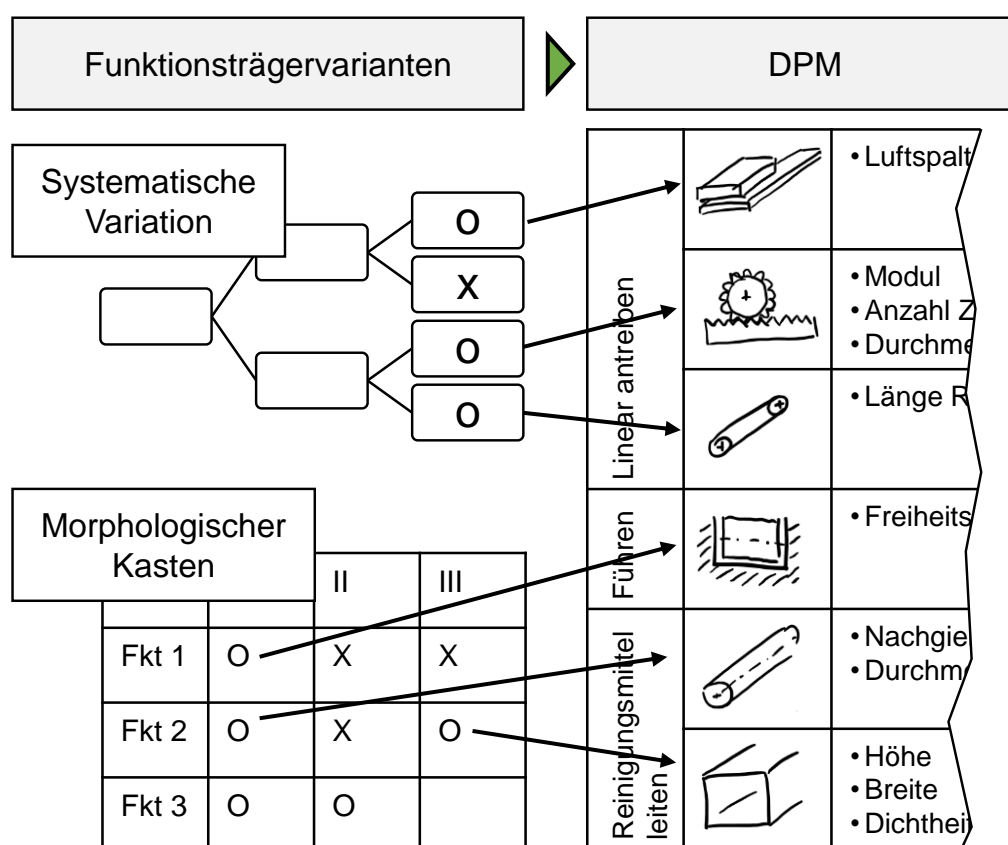 Funktionsträgervarianten
DPM
Systematische
Variation
O
X
O
O
Morphologischer
Kasten
II
III
Fkt 1
O
X
X
Fkt 2
O
X
O
Fkt 3
O
O
Linear antreiben
• Luftspalt
• Modul
• Anzahl Z
• Durchme
• Länge R
Führen
• Freiheits
Reinigungsmittel
leiten
• Nachgie
• Durchm
• Höhe
• Breite
• Dichthei